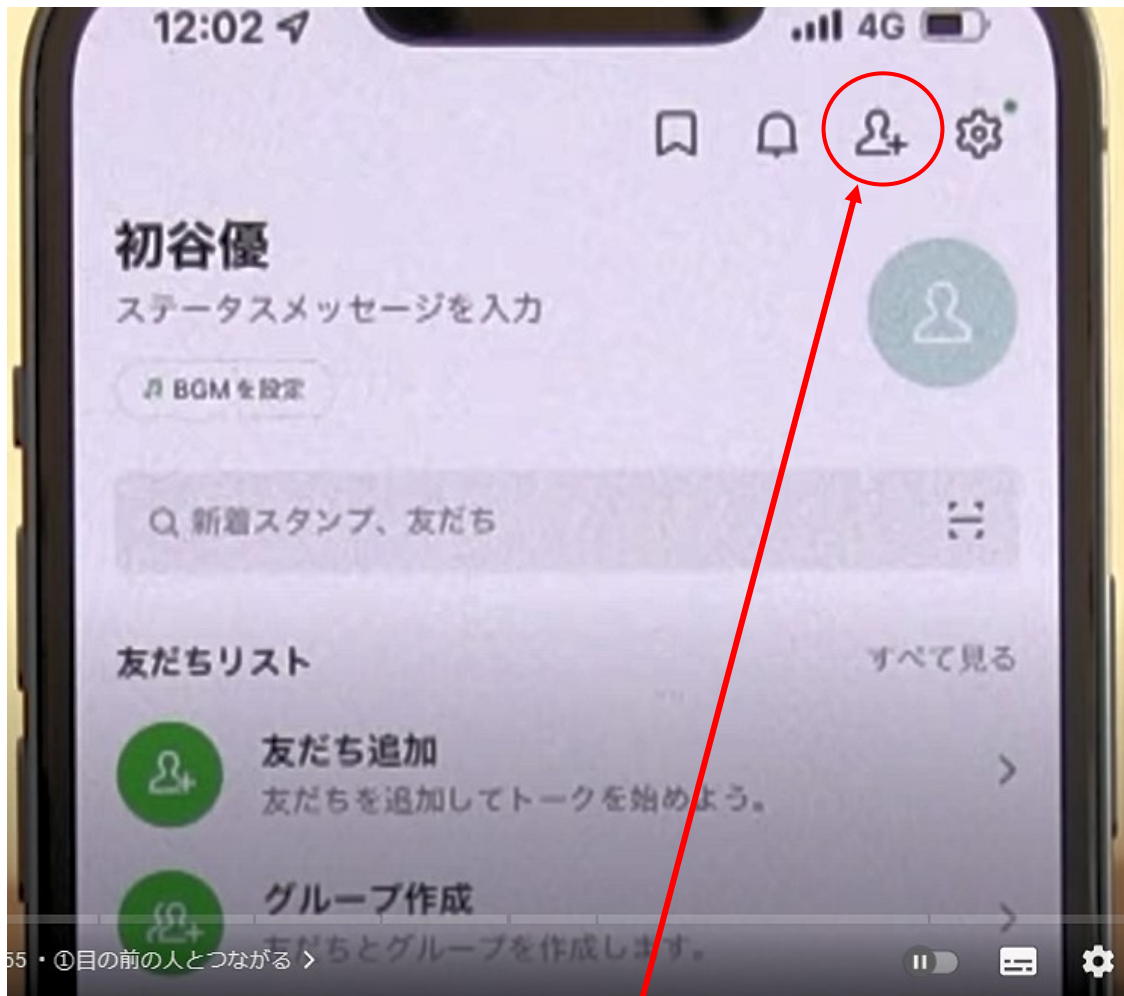 12:02 4G
初谷優
ステータスメッセージを入力
BGMを設定
新着スタンプ、友だち
友だちリスト すべて見る
友だち追加
友だちを追加してトークを始めよう。
グループ作成
友だちとグループを作成します。
55・①目の前の人とつながる